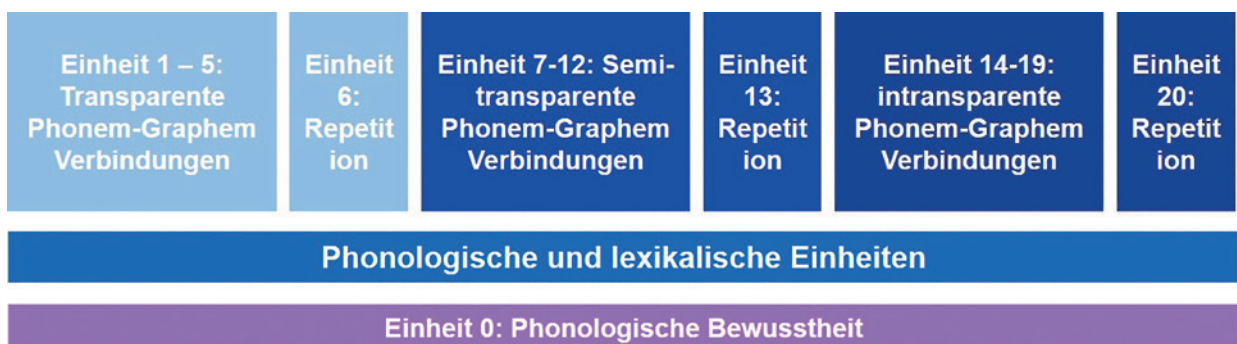 Einheit 1 – 5:
Transparente
Phonem-Graphem
Verbindungen
Einheit
6:
Repetit
ion
Einheit 7-12: Semi-
transparente
Phonem-Graphem
Verbindungen
Einheit
13:
Repetit
ion
Einheit 14-19:
intransparente
Phonem-Graphem
Verbindungen
Einheit
20:
Repetit
ion
Phonologische und lexikalische Einheiten
Einheit 0: Phonologische Bewusstheit